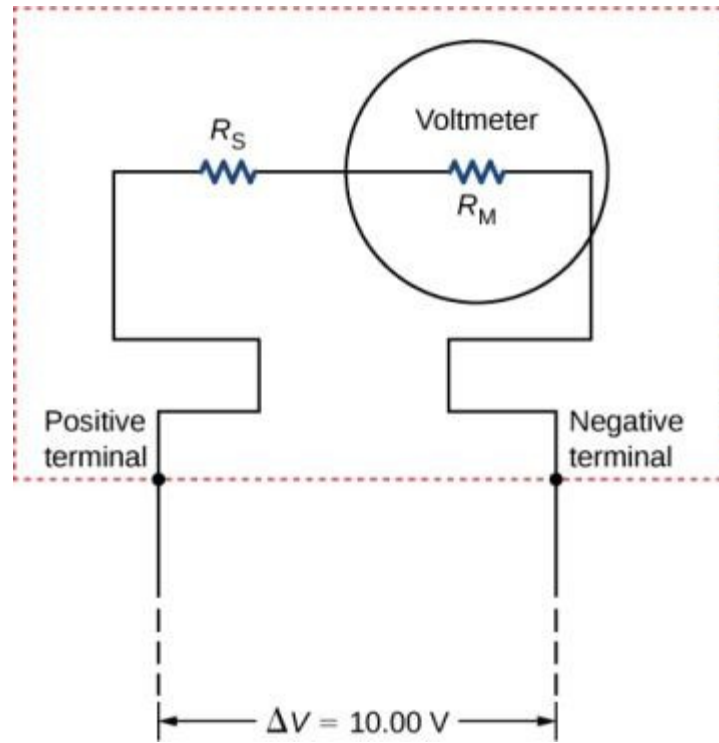 Voltmeter
R_S
R_M
Positive
terminal
Negative
terminal
ΔV = 10.00 V